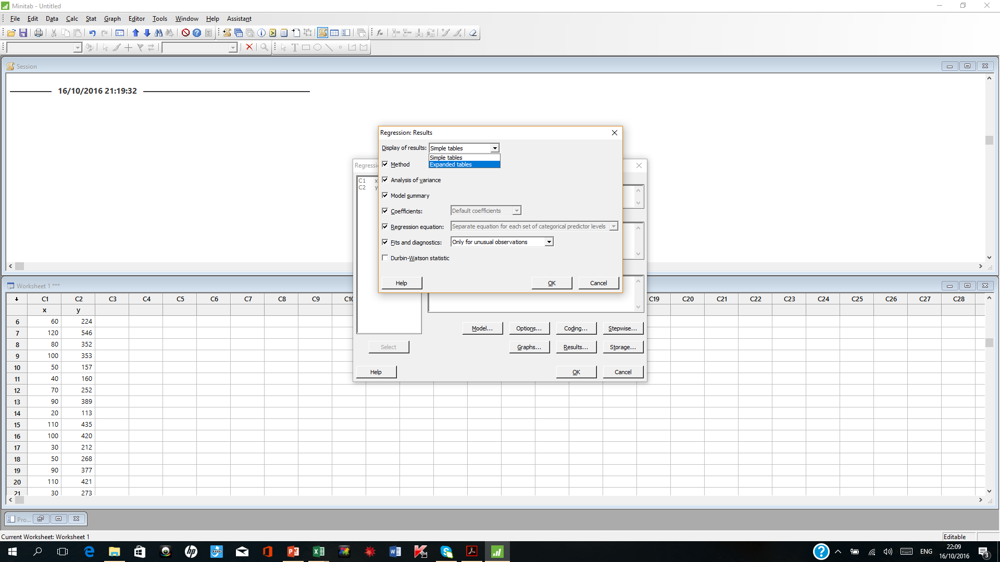 Minitab - Untitled
File Edit Data Calc Stat Graph Editor Tools Window Help Assistant
Session
16/10/2016 21:19:32
Regression: Results
Display of results: Simple tables
Simple tables
Expanded tables
Method
Analysis of variance
Model summary
Coefficients: Default coefficients
Regression equation: Separate equation for each set of categorical predictor levels
Fits and diagnostics: Only for unusual observations
Durbin-Watson statistic
Help OK Cancel
Regressi
C1 x
C2 y
Model... Options... Coding... Stepwise...
Select Graphs... Results... Storage...
Help OK Cancel
Worksheet 1 ***
C1 C2 C3 C4 C5 C6 C7 C8 C9 C10 C19 C20 C21 C22 C23 C24 C25 C26 C27 C28
x y
6 60 224
7 120 546
8 80 352
9 100 353
10 50 157
11 40 160
12 70 252
13 90 389
14 20 113
15 110 435
16 100 420
17 30 212
18 50 268
19 90 377
20 110 421
21 30 273
Pro...
Current Worksheet: Worksheet 1
Editable
ENG
22:09
16/10/2016
3